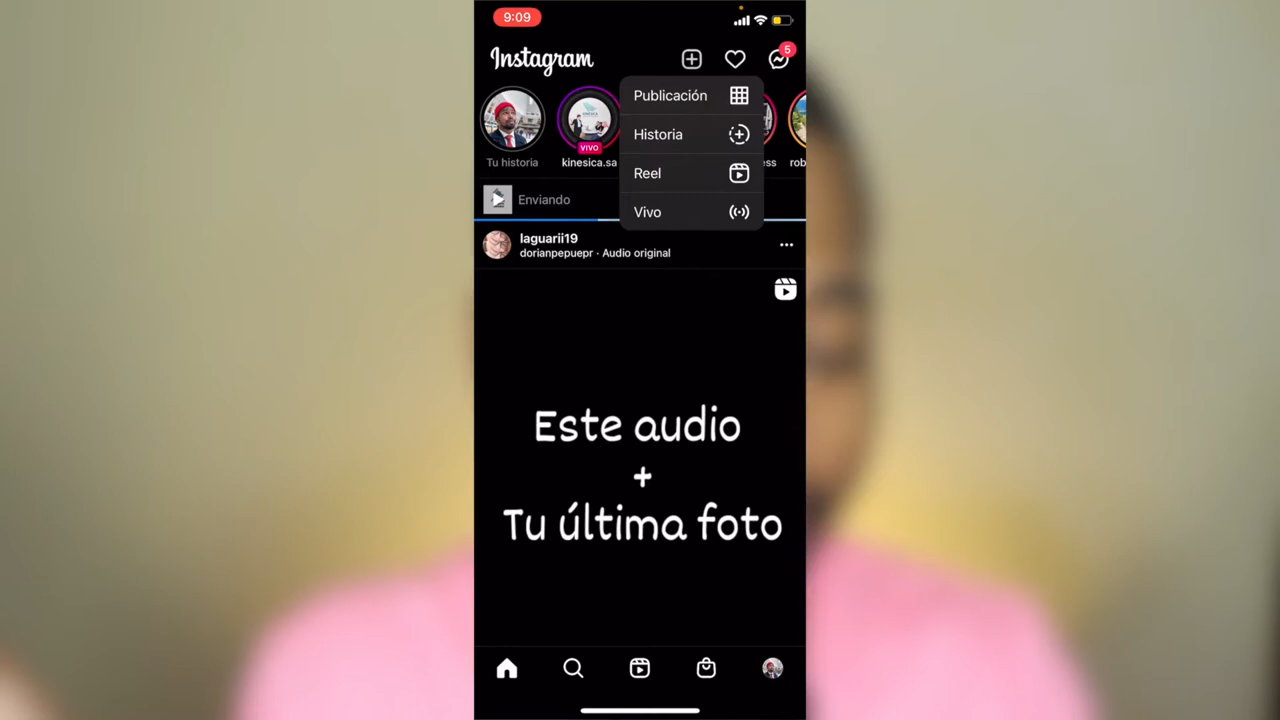 9:09
Instagram
5
Publicación
Historia
Reel
Vivo
VIVO
Tu historia
kinesica.sa
ess
rob
Enviando
laguarii19
dorianpepuepr · Audio original
Este audio
+
Tu última foto